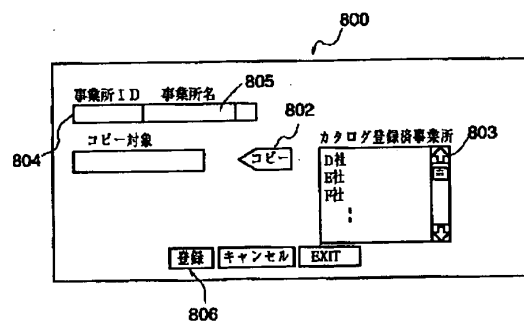 800
事業所ID 事業所名 805
804
802
コピー対象
コピー
カタログ登録済事業所
803
D社
E社
F社
登録 キャンセル EXIT
806